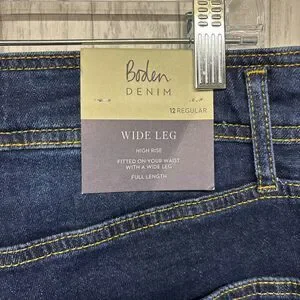 Boden
DENIM
12 REGULAR
WIDE LEG
HIGH RISE
FITTED ON YOUR WAIST
WITH A WIDE LEG
FULL LENGTH